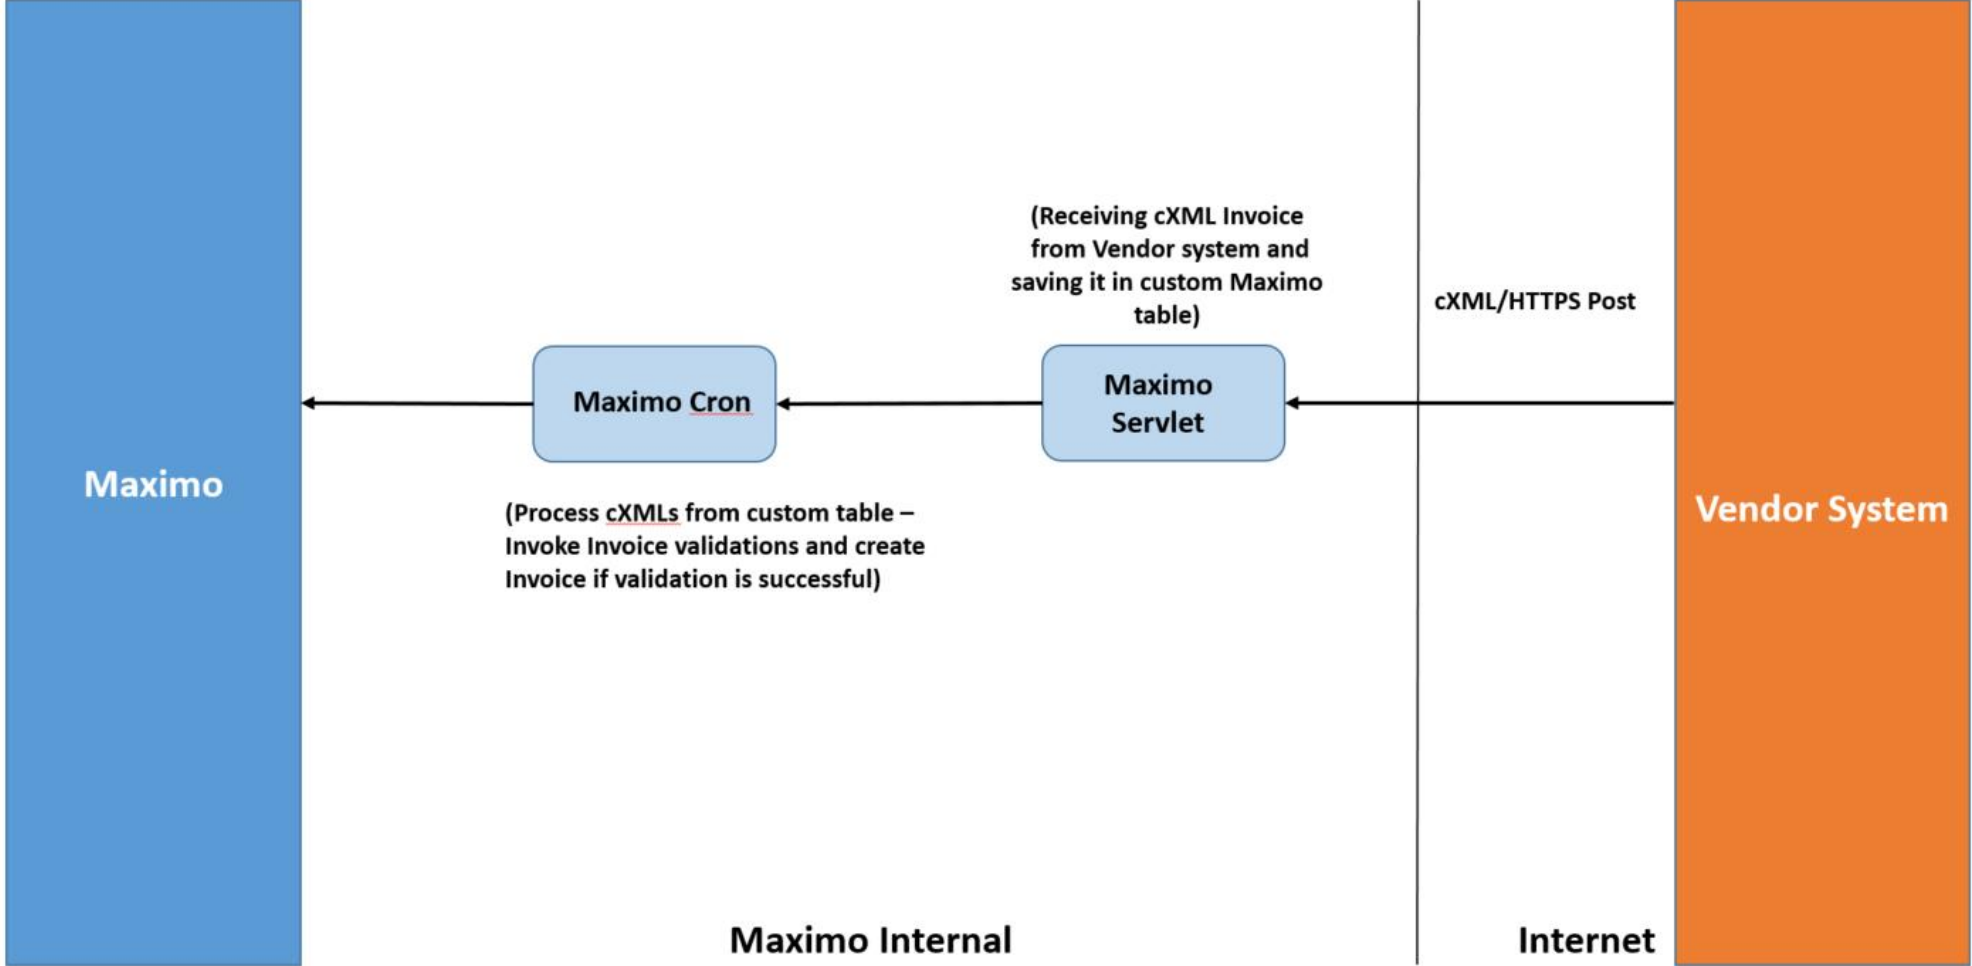 (Receiving cXML Invoice
from Vendor system and
saving it in custom Maximo
table)
cXML/HTTPS Post
Maximo Cron
Maximo
Servlet
Maximo
Vendor System
(Process cXMLs from custom table –
Invoke Invoice validations and create
Invoice if validation is successful)
Maximo Internal
Internet